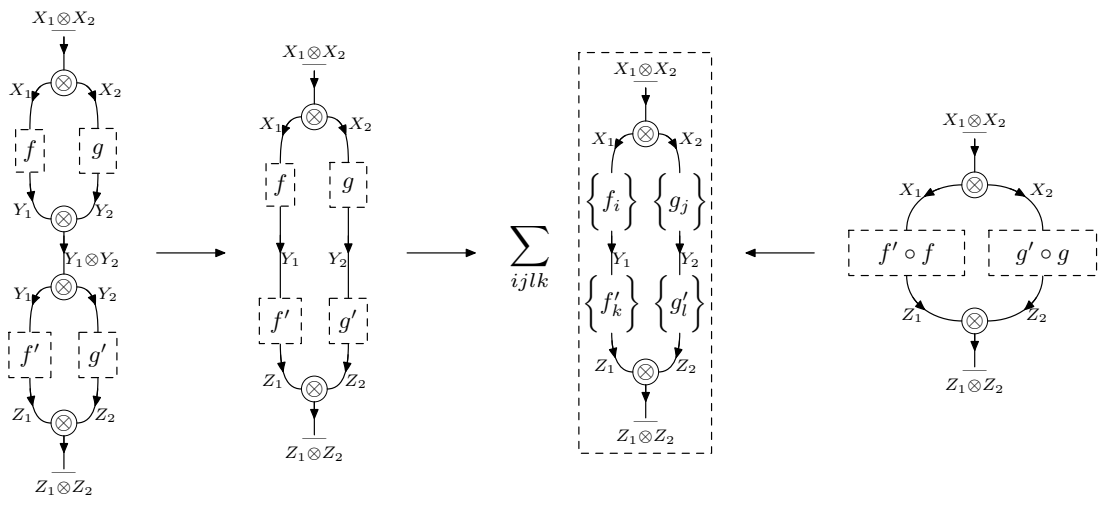 X₁⊗X₂
⊗
X₁ X₂
f g
Y₁ Y₂
⊗
Y₁⊗Y₂
⊗
Y₁ Y₂
f′ g′
Z₁ Z₂
⊗
Z₁⊗Z₂
X₁⊗X₂
⊗
X₁ X₂
f g
Y₁ Y₂
f′ g′
Z₁ Z₂
⊗
Z₁⊗Z₂
∑
ijlk
X₁⊗X₂
⊗
X₁ X₂
{fᵢ} {gⱼ}
Y₁ Y₂
{f′ₖ} {g′ₗ}
Z₁ Z₂
⊗
Z₁⊗Z₂
X₁⊗X₂
⊗
X₁ X₂
f′ ∘ f g′ ∘ g
Z₁ Z₂
⊗
Z₁⊗Z₂